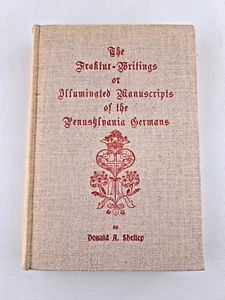 The
Fraktur-Writings
or
Illuminated Manuscripts
of the
Pennsylvania Germans
by
Donald A. Shelley